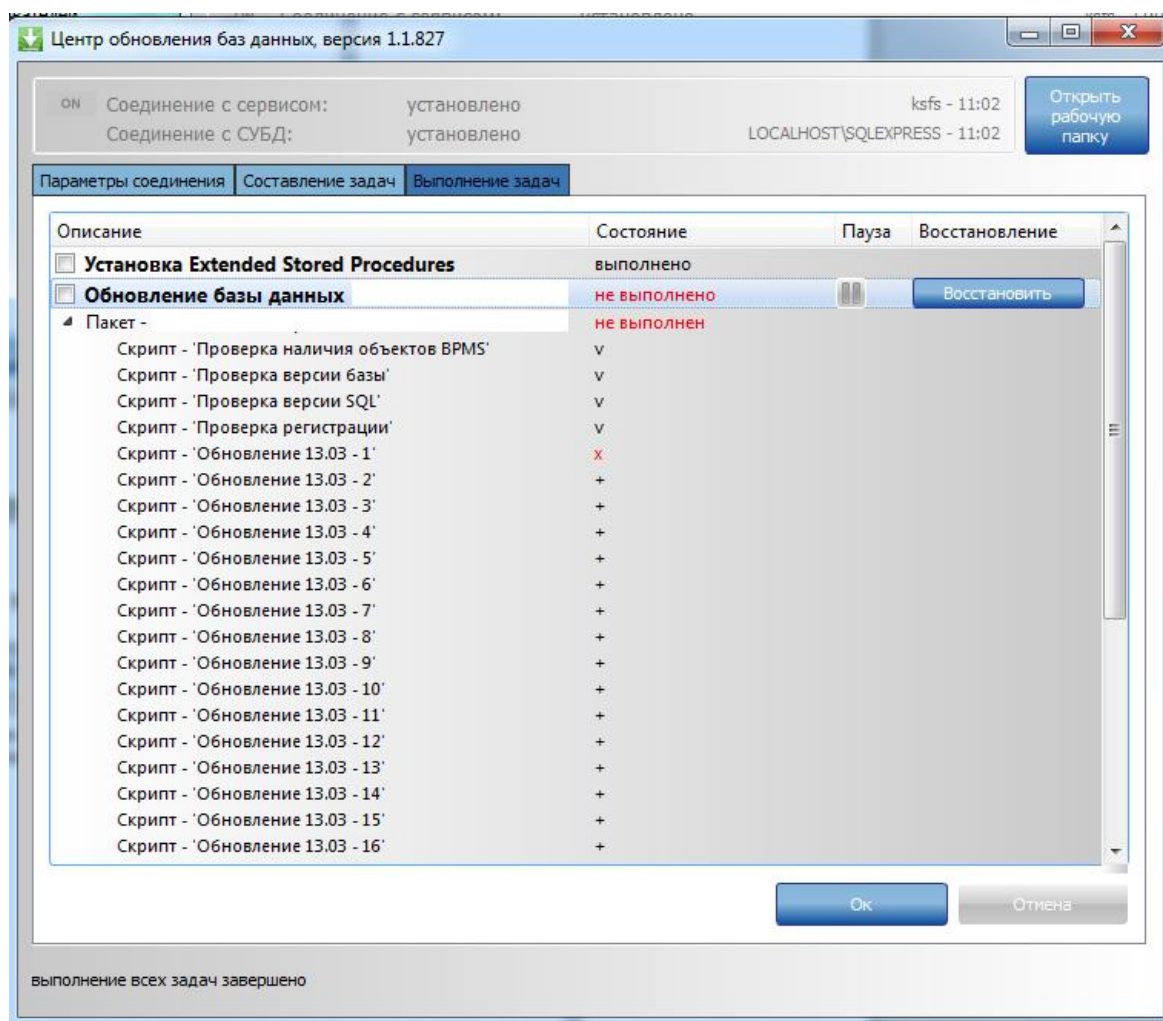 Центр обновления баз данных, версия 1.1.827
ON Соединение с сервисом: установлено ksfs - 11:02
Соединение с СУБД: установлено LOCALHOST\SQLEXPRESS - 11:02
Открыть
рабочую
папку
Параметры соединения Составление задач Выполнение задач
Описание Состояние Пауза Восстановление
Установка Extended Stored Procedures выполнено
Обновление базы данных не выполнено Восстановить
Пакет - не выполнен
Скрипт - 'Проверка наличия объектов BPMS' v
Скрипт - 'Проверка версии базы' v
Скрипт - 'Проверка версии SQL' v
Скрипт - 'Проверка регистрации' v
Скрипт - 'Обновление 13.03 - 1' x
Скрипт - 'Обновление 13.03 - 2' +
Скрипт - 'Обновление 13.03 - 3' +
Скрипт - 'Обновление 13.03 - 4' +
Скрипт - 'Обновление 13.03 - 5' +
Скрипт - 'Обновление 13.03 - 6' +
Скрипт - 'Обновление 13.03 - 7' +
Скрипт - 'Обновление 13.03 - 8' +
Скрипт - 'Обновление 13.03 - 9' +
Скрипт - 'Обновление 13.03 - 10' +
Скрипт - 'Обновление 13.03 - 11' +
Скрипт - 'Обновление 13.03 - 12' +
Скрипт - 'Обновление 13.03 - 13' +
Скрипт - 'Обновление 13.03 - 14' +
Скрипт - 'Обновление 13.03 - 15' +
Скрипт - 'Обновление 13.03 - 16' +
Ок Отмена
выполнение всех задач завершено